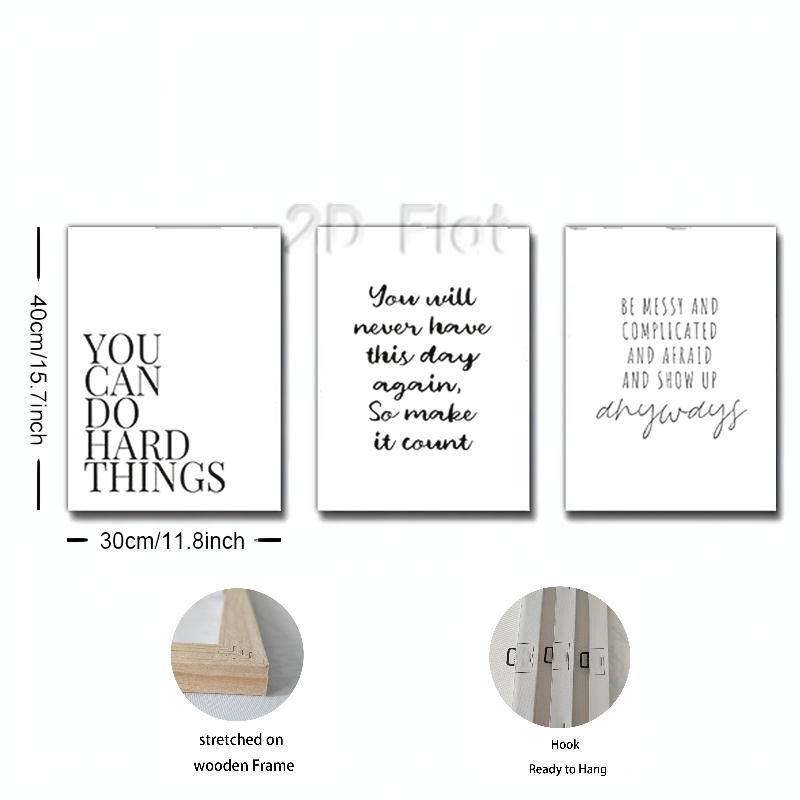 2D Flat
40cm/15.7inch
YOU
CAN
DO
HARD
THINGS
You will
never have
this day
again,
So make
it count
BE MESSY AND
COMPLICATED
AND AFRAID
AND SHOW UP
anyways
30cm/11.8inch
stretched on
wooden Frame
Hook
Ready to Hang